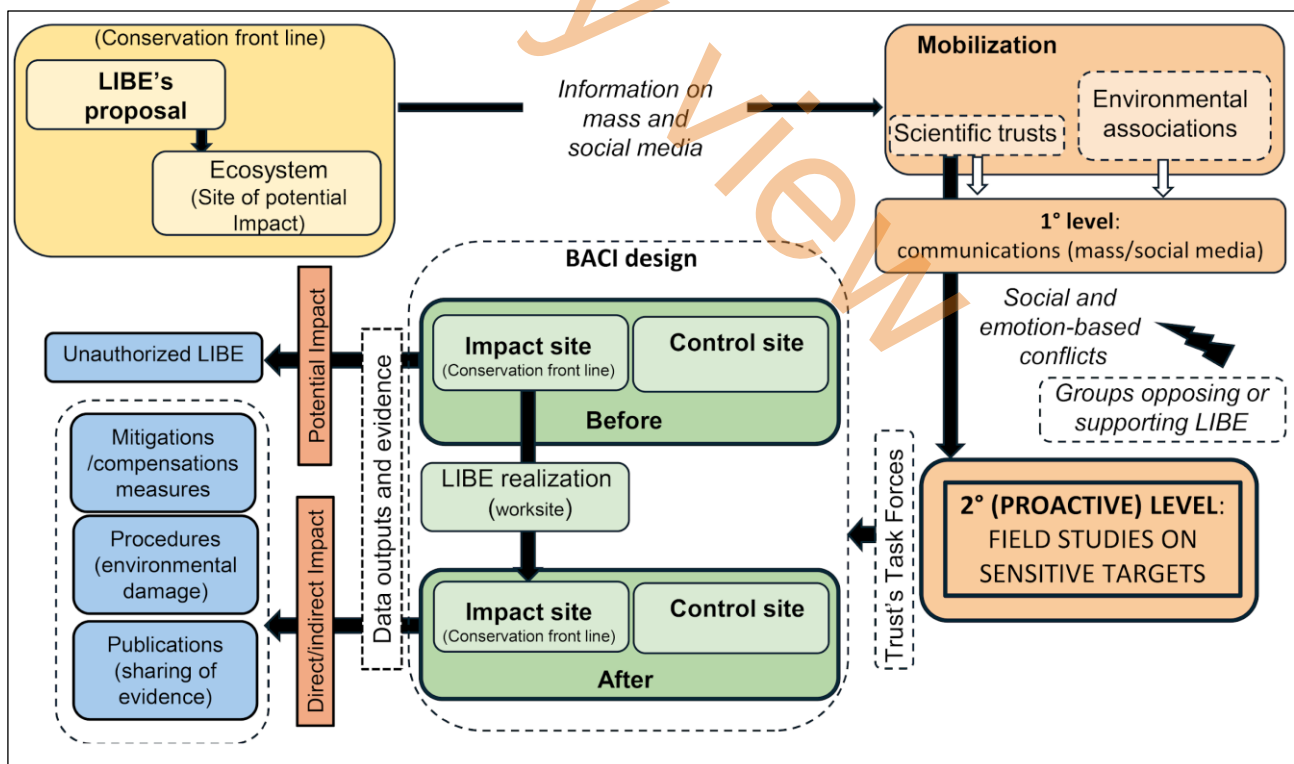 (Conservation front line)
LIBE's
proposal
Ecosystem
(Site of potential
Impact)
Information on
mass and
social media
Mobilization
Scientific trusts
Environmental
associations
1° level:
communications (mass/social media)
Social and
emotion-based
conflicts
Groups opposing or
supporting LIBE
2° (PROACTIVE) LEVEL:
FIELD STUDIES ON
SENSITIVE TARGETS
Trust's Task Forces
BACI design
Impact site
(Conservation front line)
Control site
Before
LIBE realization
(worksite)
Impact site
(Conservation front line)
Control site
After
Data outputs and evidence
Potential Impact
Direct/indirect Impact
Unauthorized LIBE
Mitigations
/compensations
measures
Procedures
(environmental
damage)
Publications
(sharing of
evidence)
y view